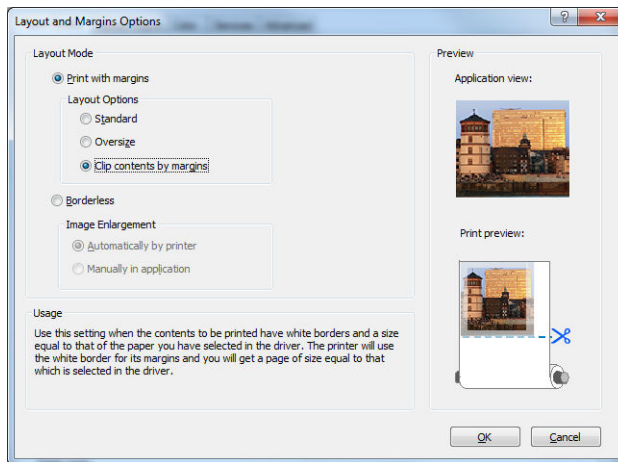 Layout and Margins Options
Layout Mode
Print with margins
Layout Options
Standard
Oversize
Clip contents by margins
Borderless
Image Enlargement
Automatically by printer
Manually in application
Usage
Use this setting when the contents to be printed have white borders and a size
equal to that of the paper you have selected in the driver. The printer will use
the white border for its margins and you will get a page of size equal to that
which is selected in the driver.
Preview
Application view:
Print preview:
OK
Cancel